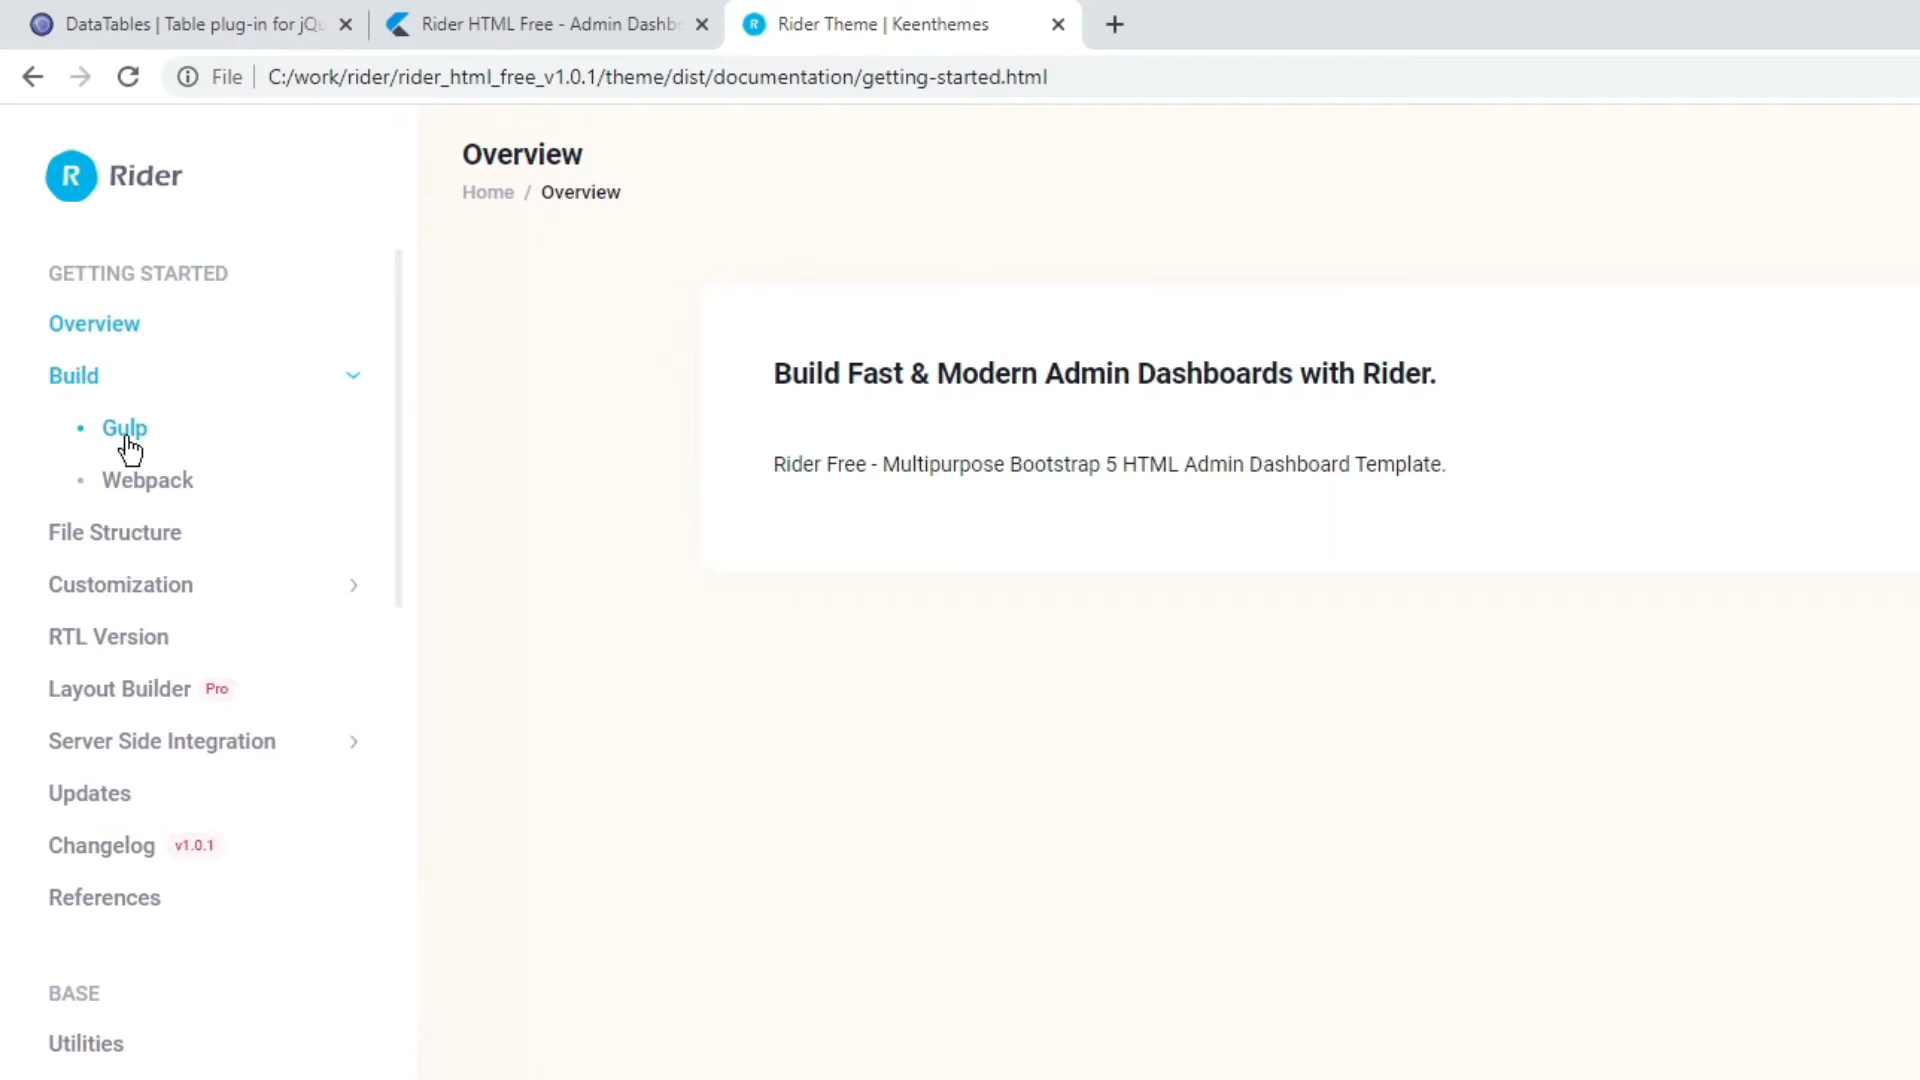 DataTables | Table plug-in for jQu
Rider HTML Free - Admin Dashbo
R
Rider Theme | Keenthemes
File
C:/work/rider/rider_html_free_v1.0.1/theme/dist/documentation/getting-started.html
R
Rider
Overview
Home / Overview
GETTING STARTED
Overview
Build
Gulp
Webpack
File Structure
Customization
RTL Version
Layout Builder Pro
Server Side Integration
Updates
Changelog v1.0.1
References
BASE
Utilities
Build Fast & Modern Admin Dashboards with Rider.
Rider Free - Multipurpose Bootstrap 5 HTML Admin Dashboard Template.